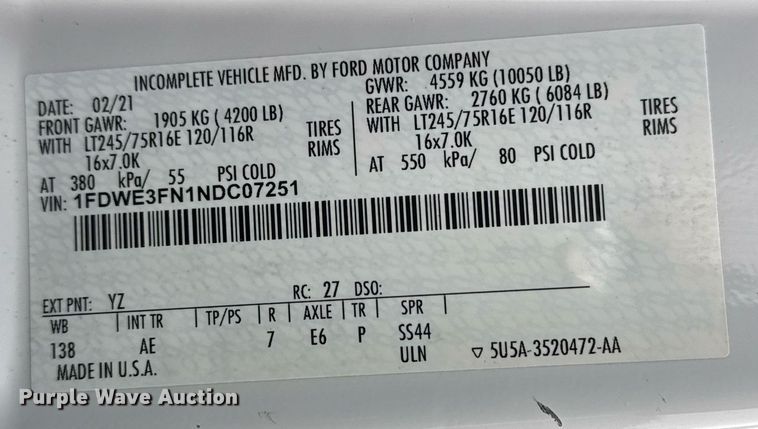 INCOMPLETE VEHICLE MFD. BY FORD MOTOR COMPANY
DATE: 02/21 GVWR: 4559 KG (10050 LB)
FRONT GAWR: 1905 KG (4200 LB) REAR GAWR: 2760 KG (6084 LB)
WITH LT245/75R16E 120/116R TIRES WITH LT245/75R16E 120/116R TIRES
16x7.0K RIMS 16x7.0K RIMS
AT 380 kPa/ 55 PSI COLD AT 550 kPa/ 80 PSI COLD
VIN: 1FDWE3FN1NDC07251
EXT PNT: YZ RC: 27 DSO:
WB INT TR TP/PS R AXLE TR SPR
138 AE 7 E6 P SS44
ULN
MADE IN U.S.A. ▽ 5U5A-3520472-AA
Purple Wave Auction